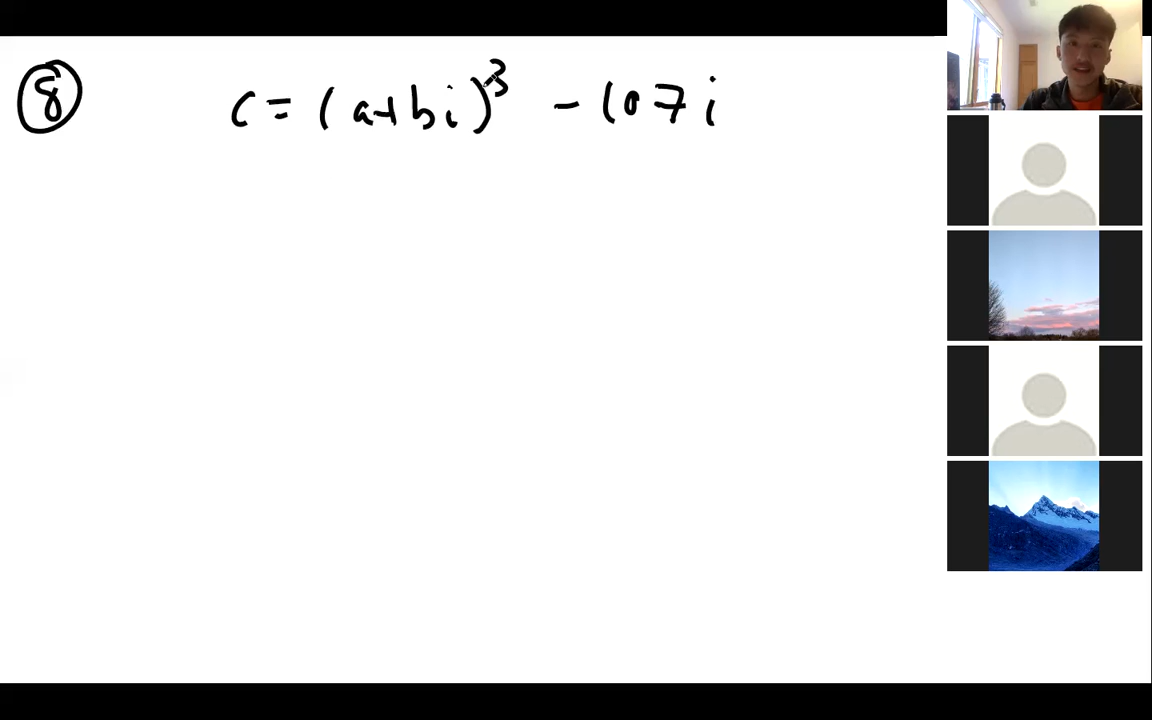 ⑧ c = (a+bi)³ - 107i